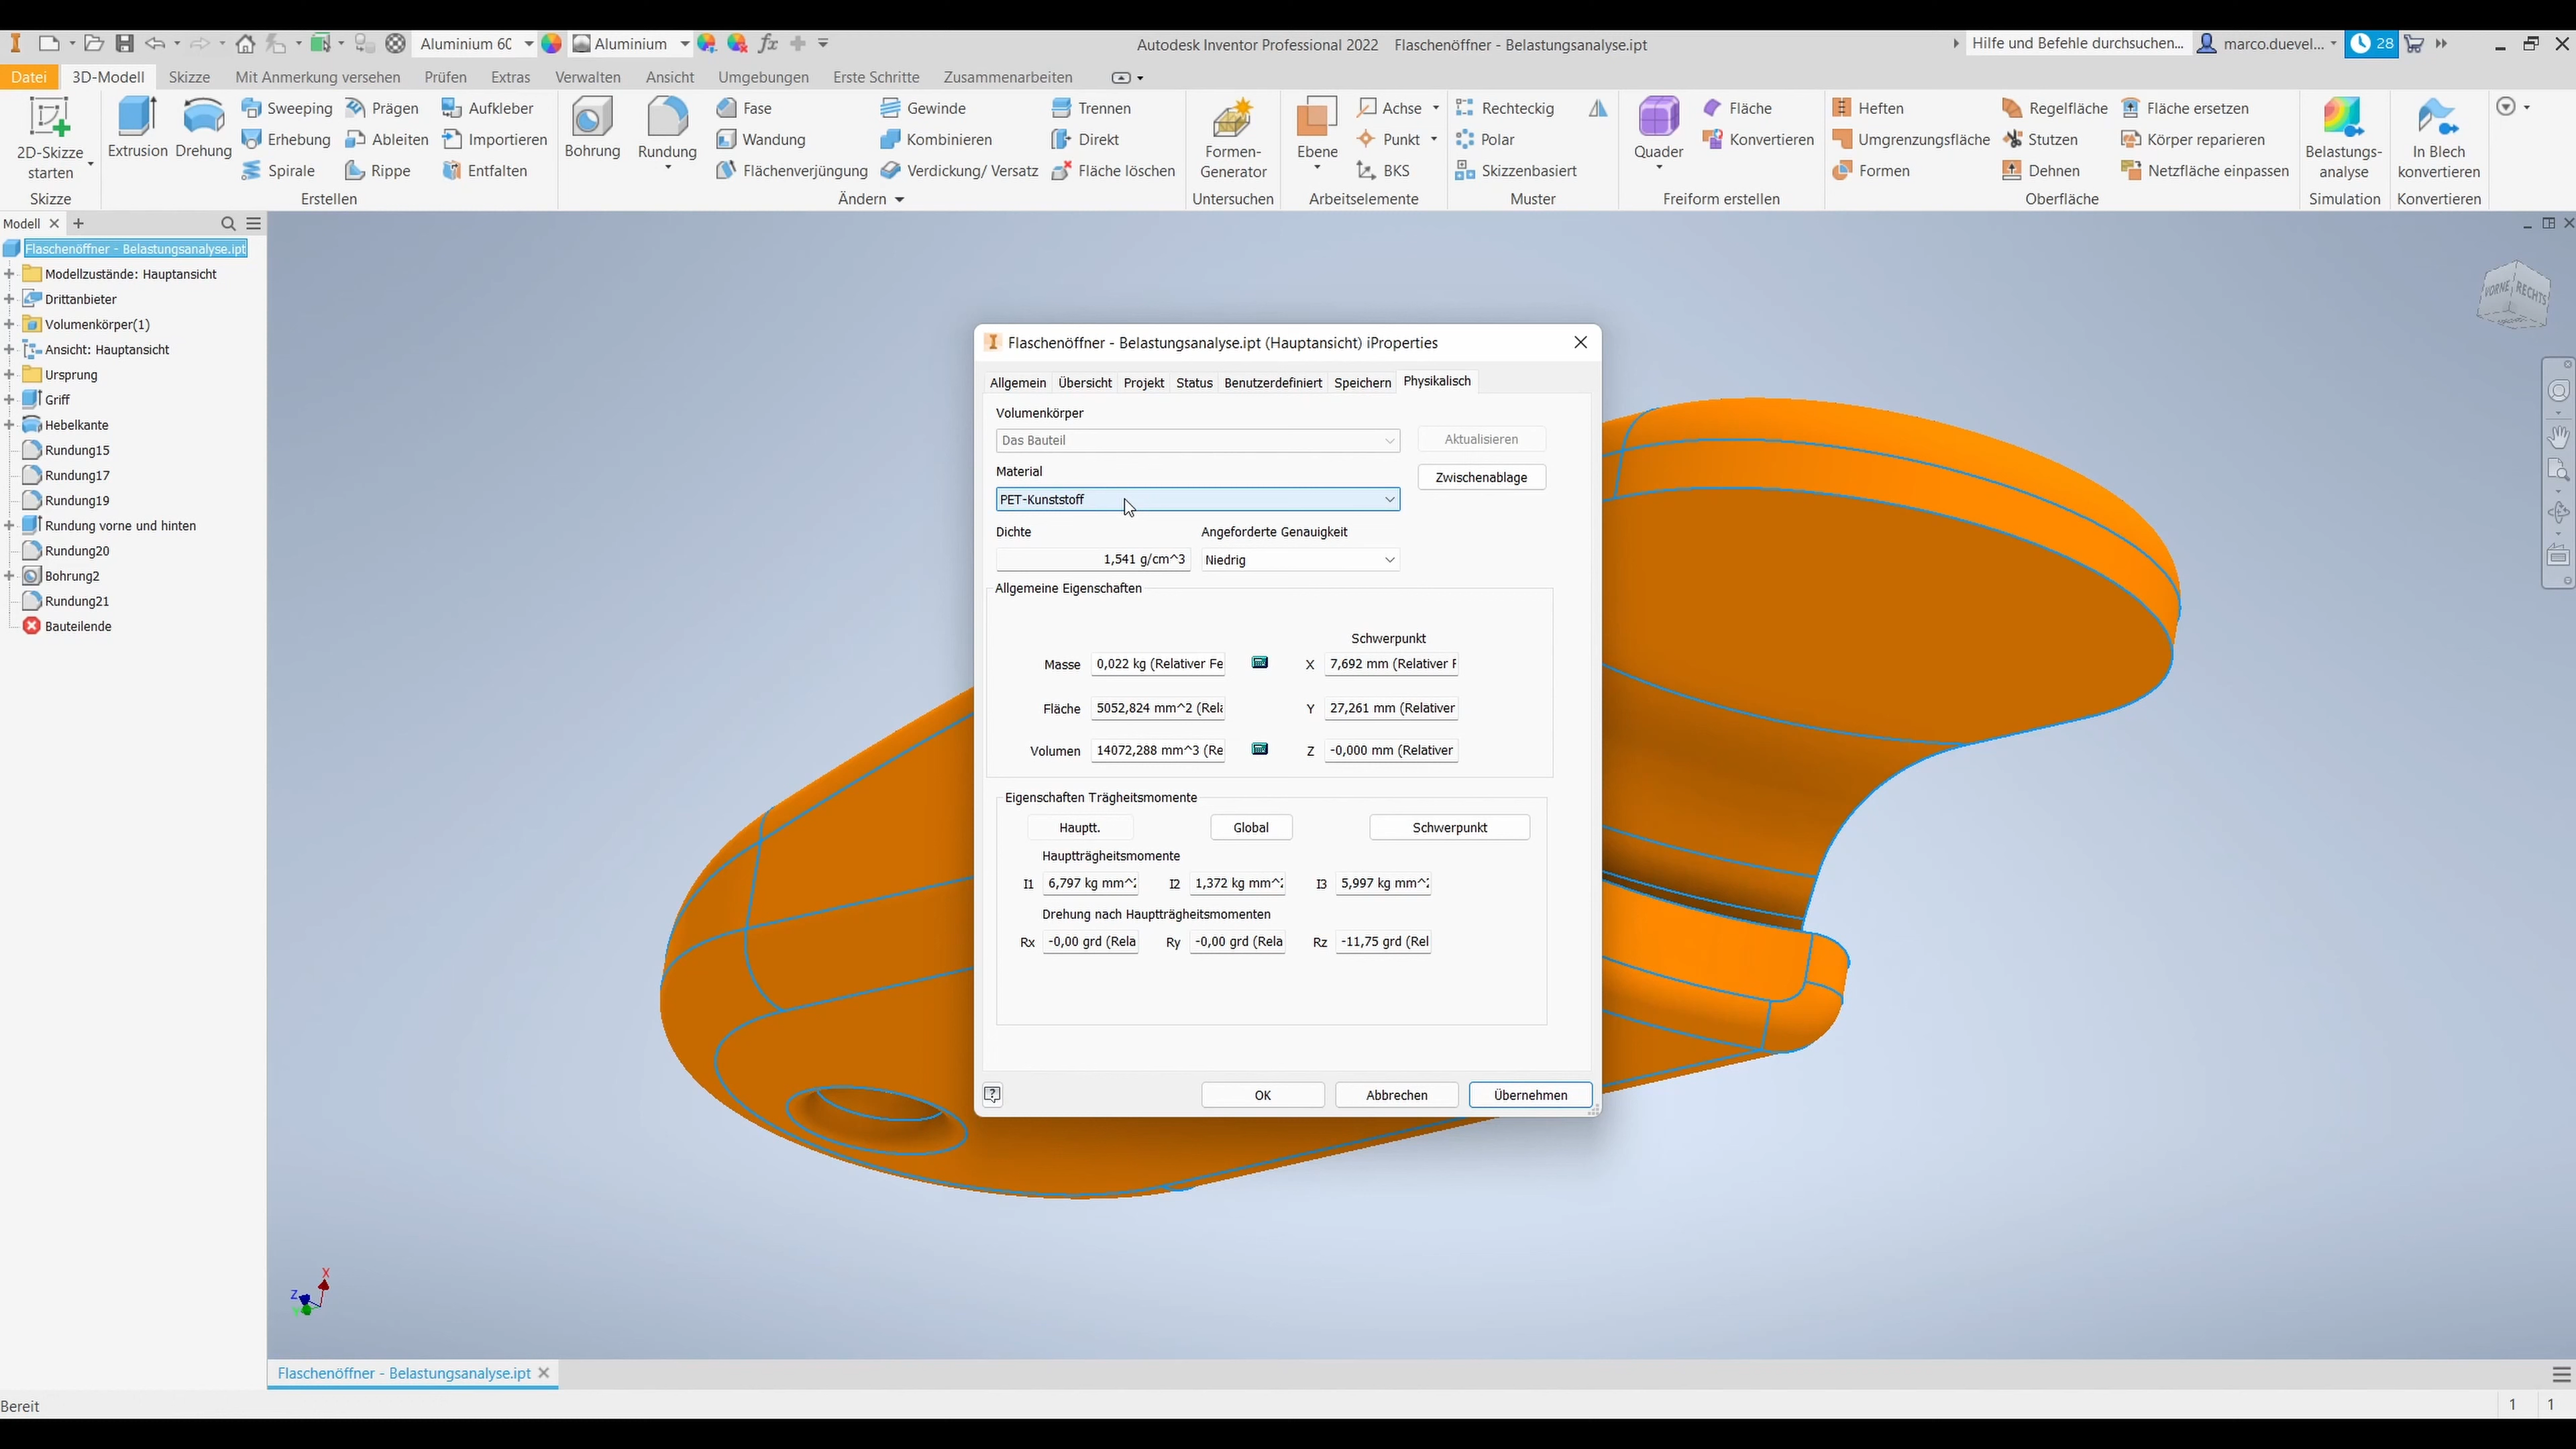 Aluminium 60
Aluminium
Autodesk Inventor Professional 2022 Flaschenöffner - Belastungsanalyse.ipt
Hilfe und Befehle durchsuchen...
marco.duevel...
28
Datei 3D-Modell Skizze Mit Anmerkung versehen Prüfen Extras Verwalten Ansicht Umgebungen Erste Schritte Zusammenarbeiten
2D-Skizze starten
Skizze
Extrusion
Drehung
Sweeping
Erhebung
Spirale
Prägen
Ableiten
Rippe
Aufkleber
Importieren
Entfalten
Erstellen
Bohrung
Rundung
Fase
Wandung
Flächenverjüngung
Gewinde
Kombinieren
Verdickung/ Versatz
Trennen
Direkt
Fläche löschen
Ändern
Formen-
Generator
Untersuchen
Ebene
Achse
Punkt
BKS
Arbeitselemente
Rechteckig
Polar
Skizzenbasiert
Muster
Quader
Fläche
Konvertieren
Freiform erstellen
Heften
Umgrenzungsfläche
Formen
Regelfläche
Stutzen
Dehnen
Fläche ersetzen
Körper reparieren
Netzfläche einpassen
Oberfläche
Belastungs-
analyse
Simulation
In Blech
konvertieren
Konvertieren
Modell
Flaschenöffner - Belastungsanalyse.ipt
Modellzustände: Hauptansicht
Drittanbieter
Volumenkörper(1)
Ansicht: Hauptansicht
Ursprung
Griff
Hebelkante
Rundung15
Rundung17
Rundung19
Rundung vorne und hinten
Rundung20
Bohrung2
Rundung21
Bauteilende
VORNE RECHTS
Flaschenöffner - Belastungsanalyse.ipt (Hauptansicht) iProperties
Allgemein Übersicht Projekt Status Benutzerdefiniert Speichern Physikalisch
Volumenkörper
Das Bauteil
Aktualisieren
Material
PET-Kunststoff
Zwischenablage
Dichte Angeforderte Genauigkeit
1,541 g/cm^3 Niedrig
Allgemeine Eigenschaften
Schwerpunkt
Masse 0,022 kg (Relativer Fe X 7,692 mm (Relativer F
Fläche 5052,824 mm^2 (Rela Y 27,261 mm (Relativer
Volumen 14072,288 mm^3 (Re Z -0,000 mm (Relativer
Eigenschaften Trägheitsmomente
Hauptt. Global Schwerpunkt
Hauptträgheitsmomente
I1 6,797 kg mm^2 I2 1,372 kg mm^2 I3 5,997 kg mm^2
Drehung nach Hauptträgheitsmomenten
Rx -0,00 grd (Rela Ry -0,00 grd (Rela Rz -11,75 grd (Rel
OK Abbrechen Übernehmen
X
Z
Flaschenöffner - Belastungsanalyse.ipt
Bereit
1 1